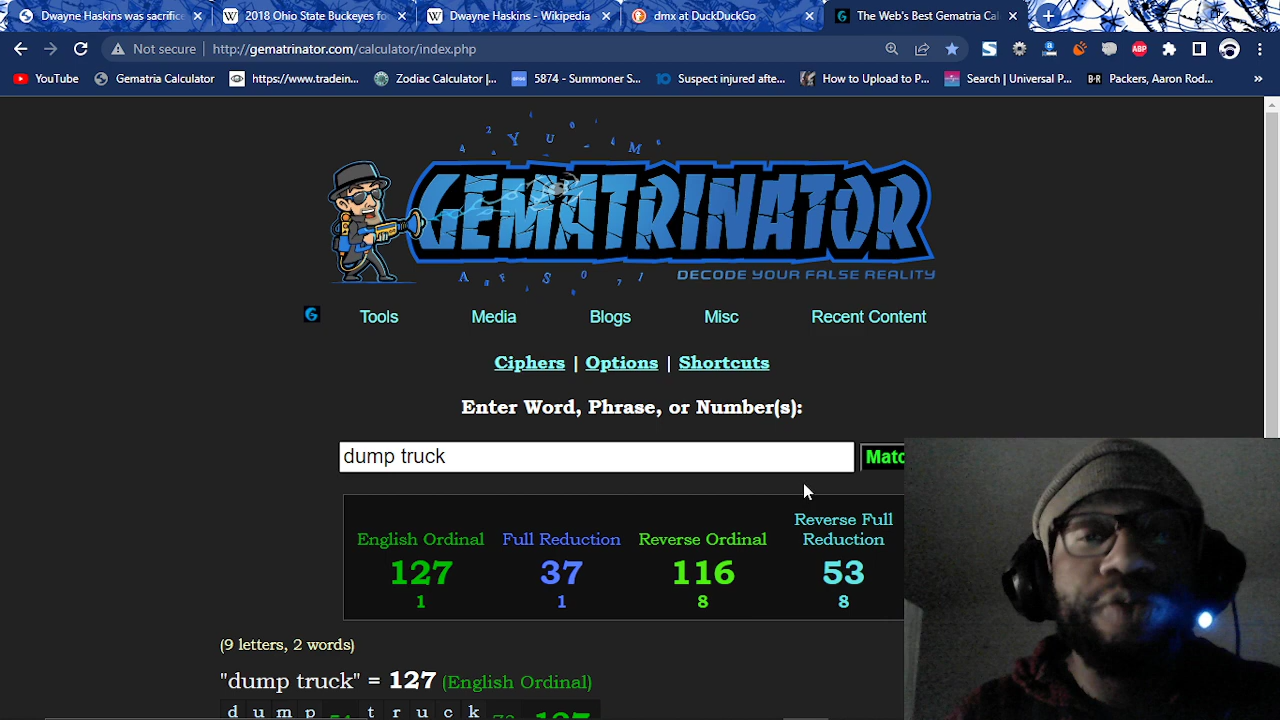 Dwayne Haskins was sacrifice
2018 Ohio State Buckeyes fo
Dwayne Haskins - Wikipedia
dmx at DuckDuckGo
The Web's Best Gematria Cal
Not secure
http://gematrinator.com/calculator/index.php
YouTube
Gematria Calculator
https://www.tradein...
Zodiac Calculator |...
5874 - Summoner S...
Suspect injured afte...
How to Upload to P...
Search | Universal P...
Packers, Aaron Rod...
GEMATRINATOR
DECODE YOUR FALSE REALITY
Tools
Media
Blogs
Misc
Recent Content
Ciphers | Options | Shortcuts
Enter Word, Phrase, or Number(s):
dump truck
Matc
English Ordinal
Full Reduction
Reverse Ordinal
Reverse Full
Reduction
127
37
116
53
1
1
8
8
(9 letters, 2 words)
"dump truck" = 127 (English Ordinal)
d u m p
t r u c k
127